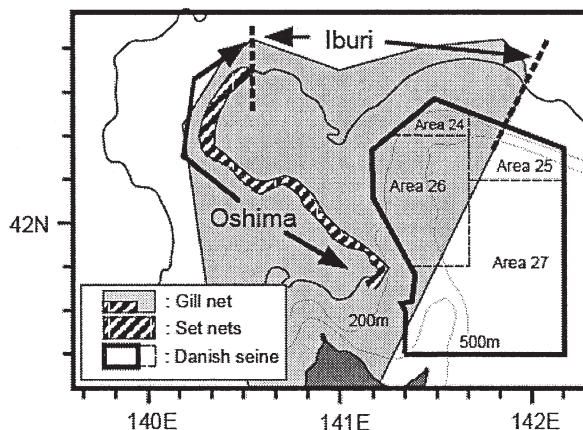 Iburi
Area 24
Area 25
Area 26
42N
Oshima
Area 27
200m
500m
: Gill net
: Set nets
: Danish seine
140E
141E
142E